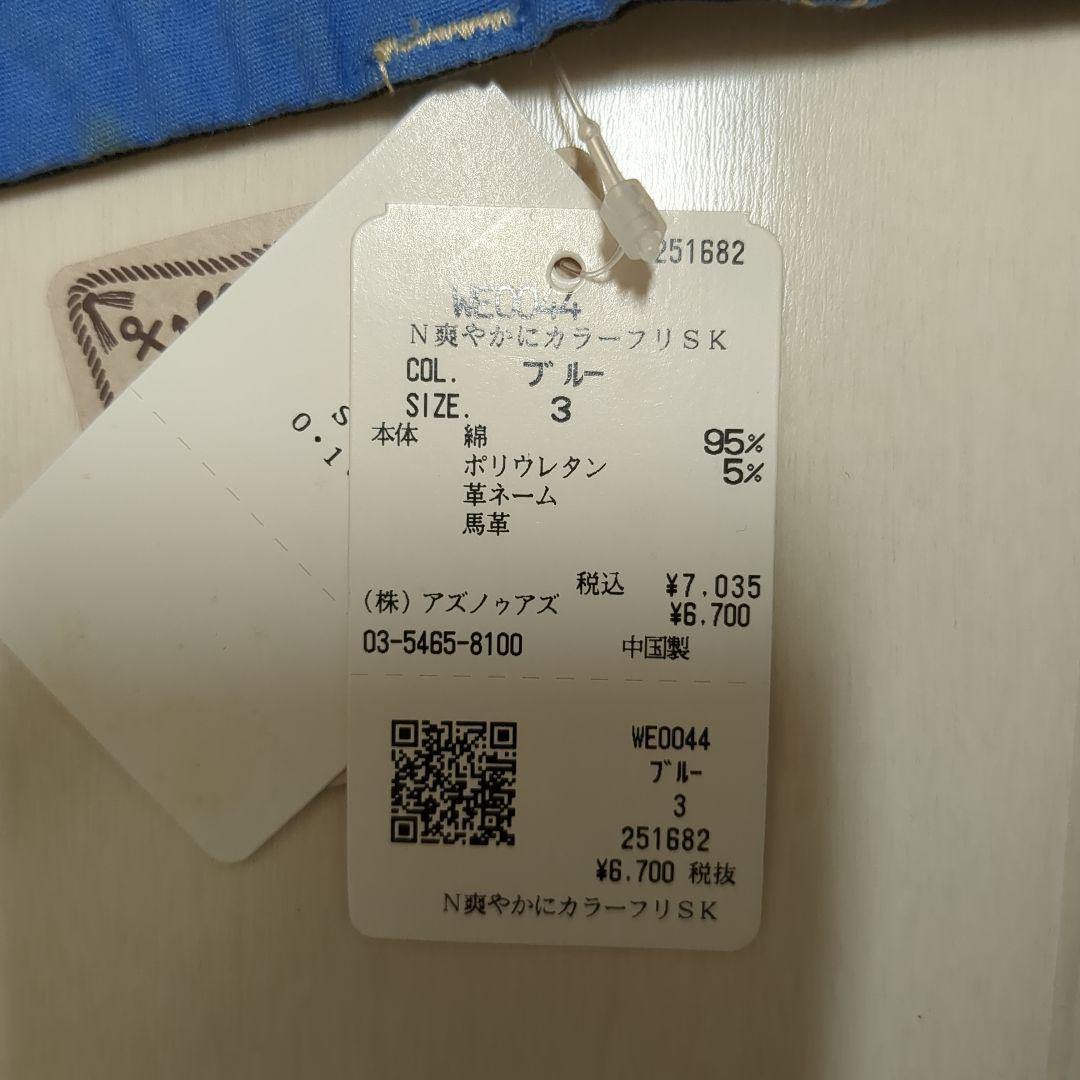 251682
WE0044
N爽やかにカラーフリSK
COL. ブルー
SIZE. 3
本体 綿 95%
ポリウレタン 5%
革ネーム
馬革
税込 ¥7,035
(株)アズノゥアズ ¥6,700
03-5465-8100 中国製
WE0044
ブルー
3
251682
¥6,700 税抜
N爽やかにカラーフリSK
S
0.1